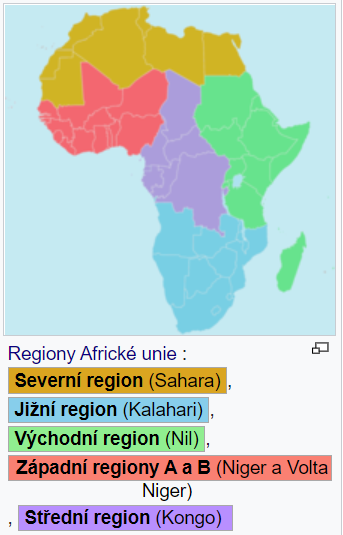 Regiony Africké unie :
Severní region (Sahara) ,
Jižní region (Kalahari) ,
Východní region (Nil) ,
Západní regiony A a B (Niger a Volta
Niger)
, Střední region (Kongo)